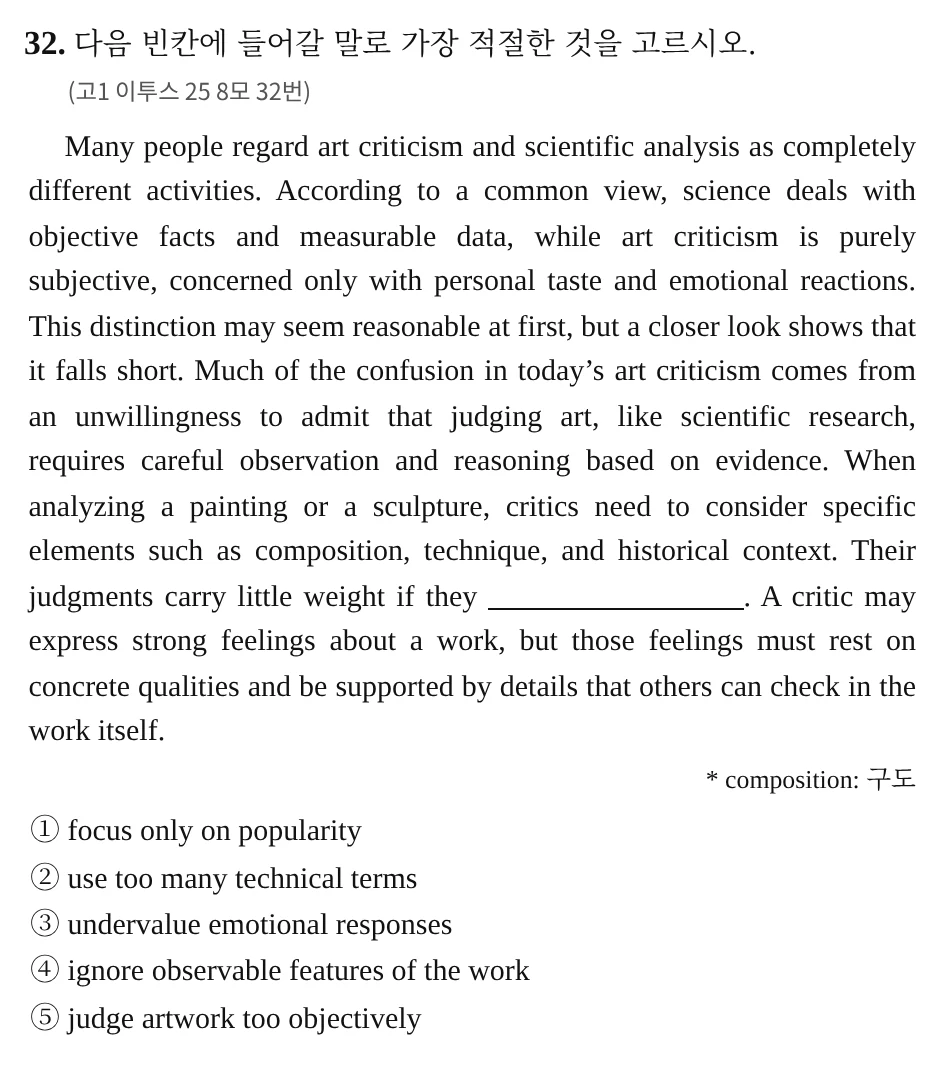 32. 다음 빈칸에 들어갈 말로 가장 적절한 것을 고르시오.
(고1 이투스 25 8모 32번)
Many people regard art criticism and scientific analysis as completely
different activities. According to a common view, science deals with
objective facts and measurable data, while art criticism is purely
subjective, concerned only with personal taste and emotional reactions.
This distinction may seem reasonable at first, but a closer look shows that
it falls short. Much of the confusion in today’s art criticism comes from
an unwillingness to admit that judging art, like scientific research,
requires careful observation and reasoning based on evidence. When
analyzing a painting or a sculpture, critics need to consider specific
elements such as composition, technique, and historical context. Their
judgments carry little weight if they ________________. A critic may
express strong feelings about a work, but those feelings must rest on
concrete qualities and be supported by details that others can check in the
work itself.
* composition: 구도
① focus only on popularity
② use too many technical terms
③ undervalue emotional responses
④ ignore observable features of the work
⑤ judge artwork too objectively